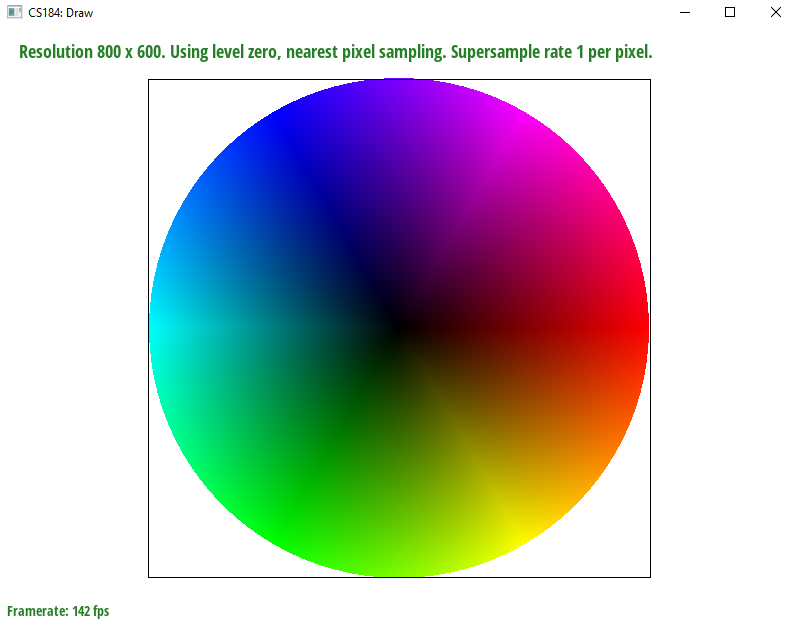 CS184: Draw
Resolution 800 x 600. Using level zero, nearest pixel sampling. Supersample rate 1 per pixel.
Framerate: 142 fps